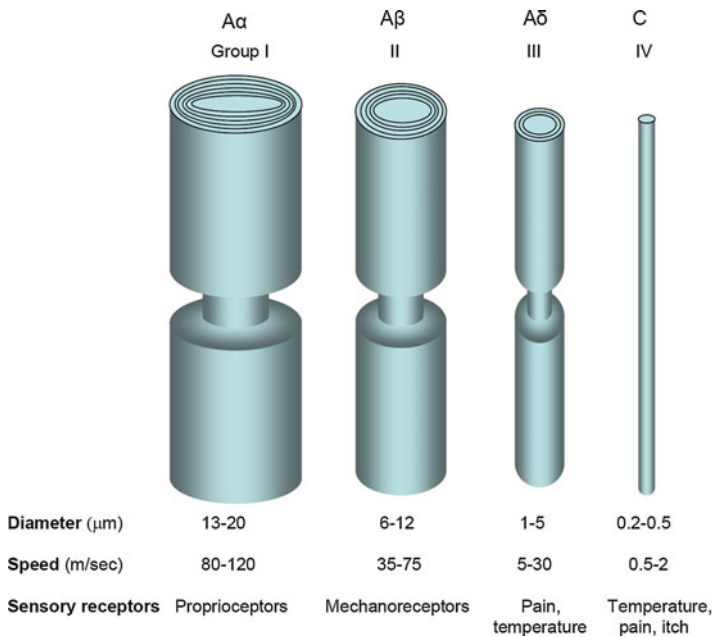 Aα Aβ Aδ C
Group I II III IV
Diameter (μm) 13-20 6-12 1-5 0.2-0.5
Speed (m/sec) 80-120 35-75 5-30 0.5-2
Sensory receptors Proprioceptors Mechanoreceptors Pain, Temperature,
temperature pain, itch